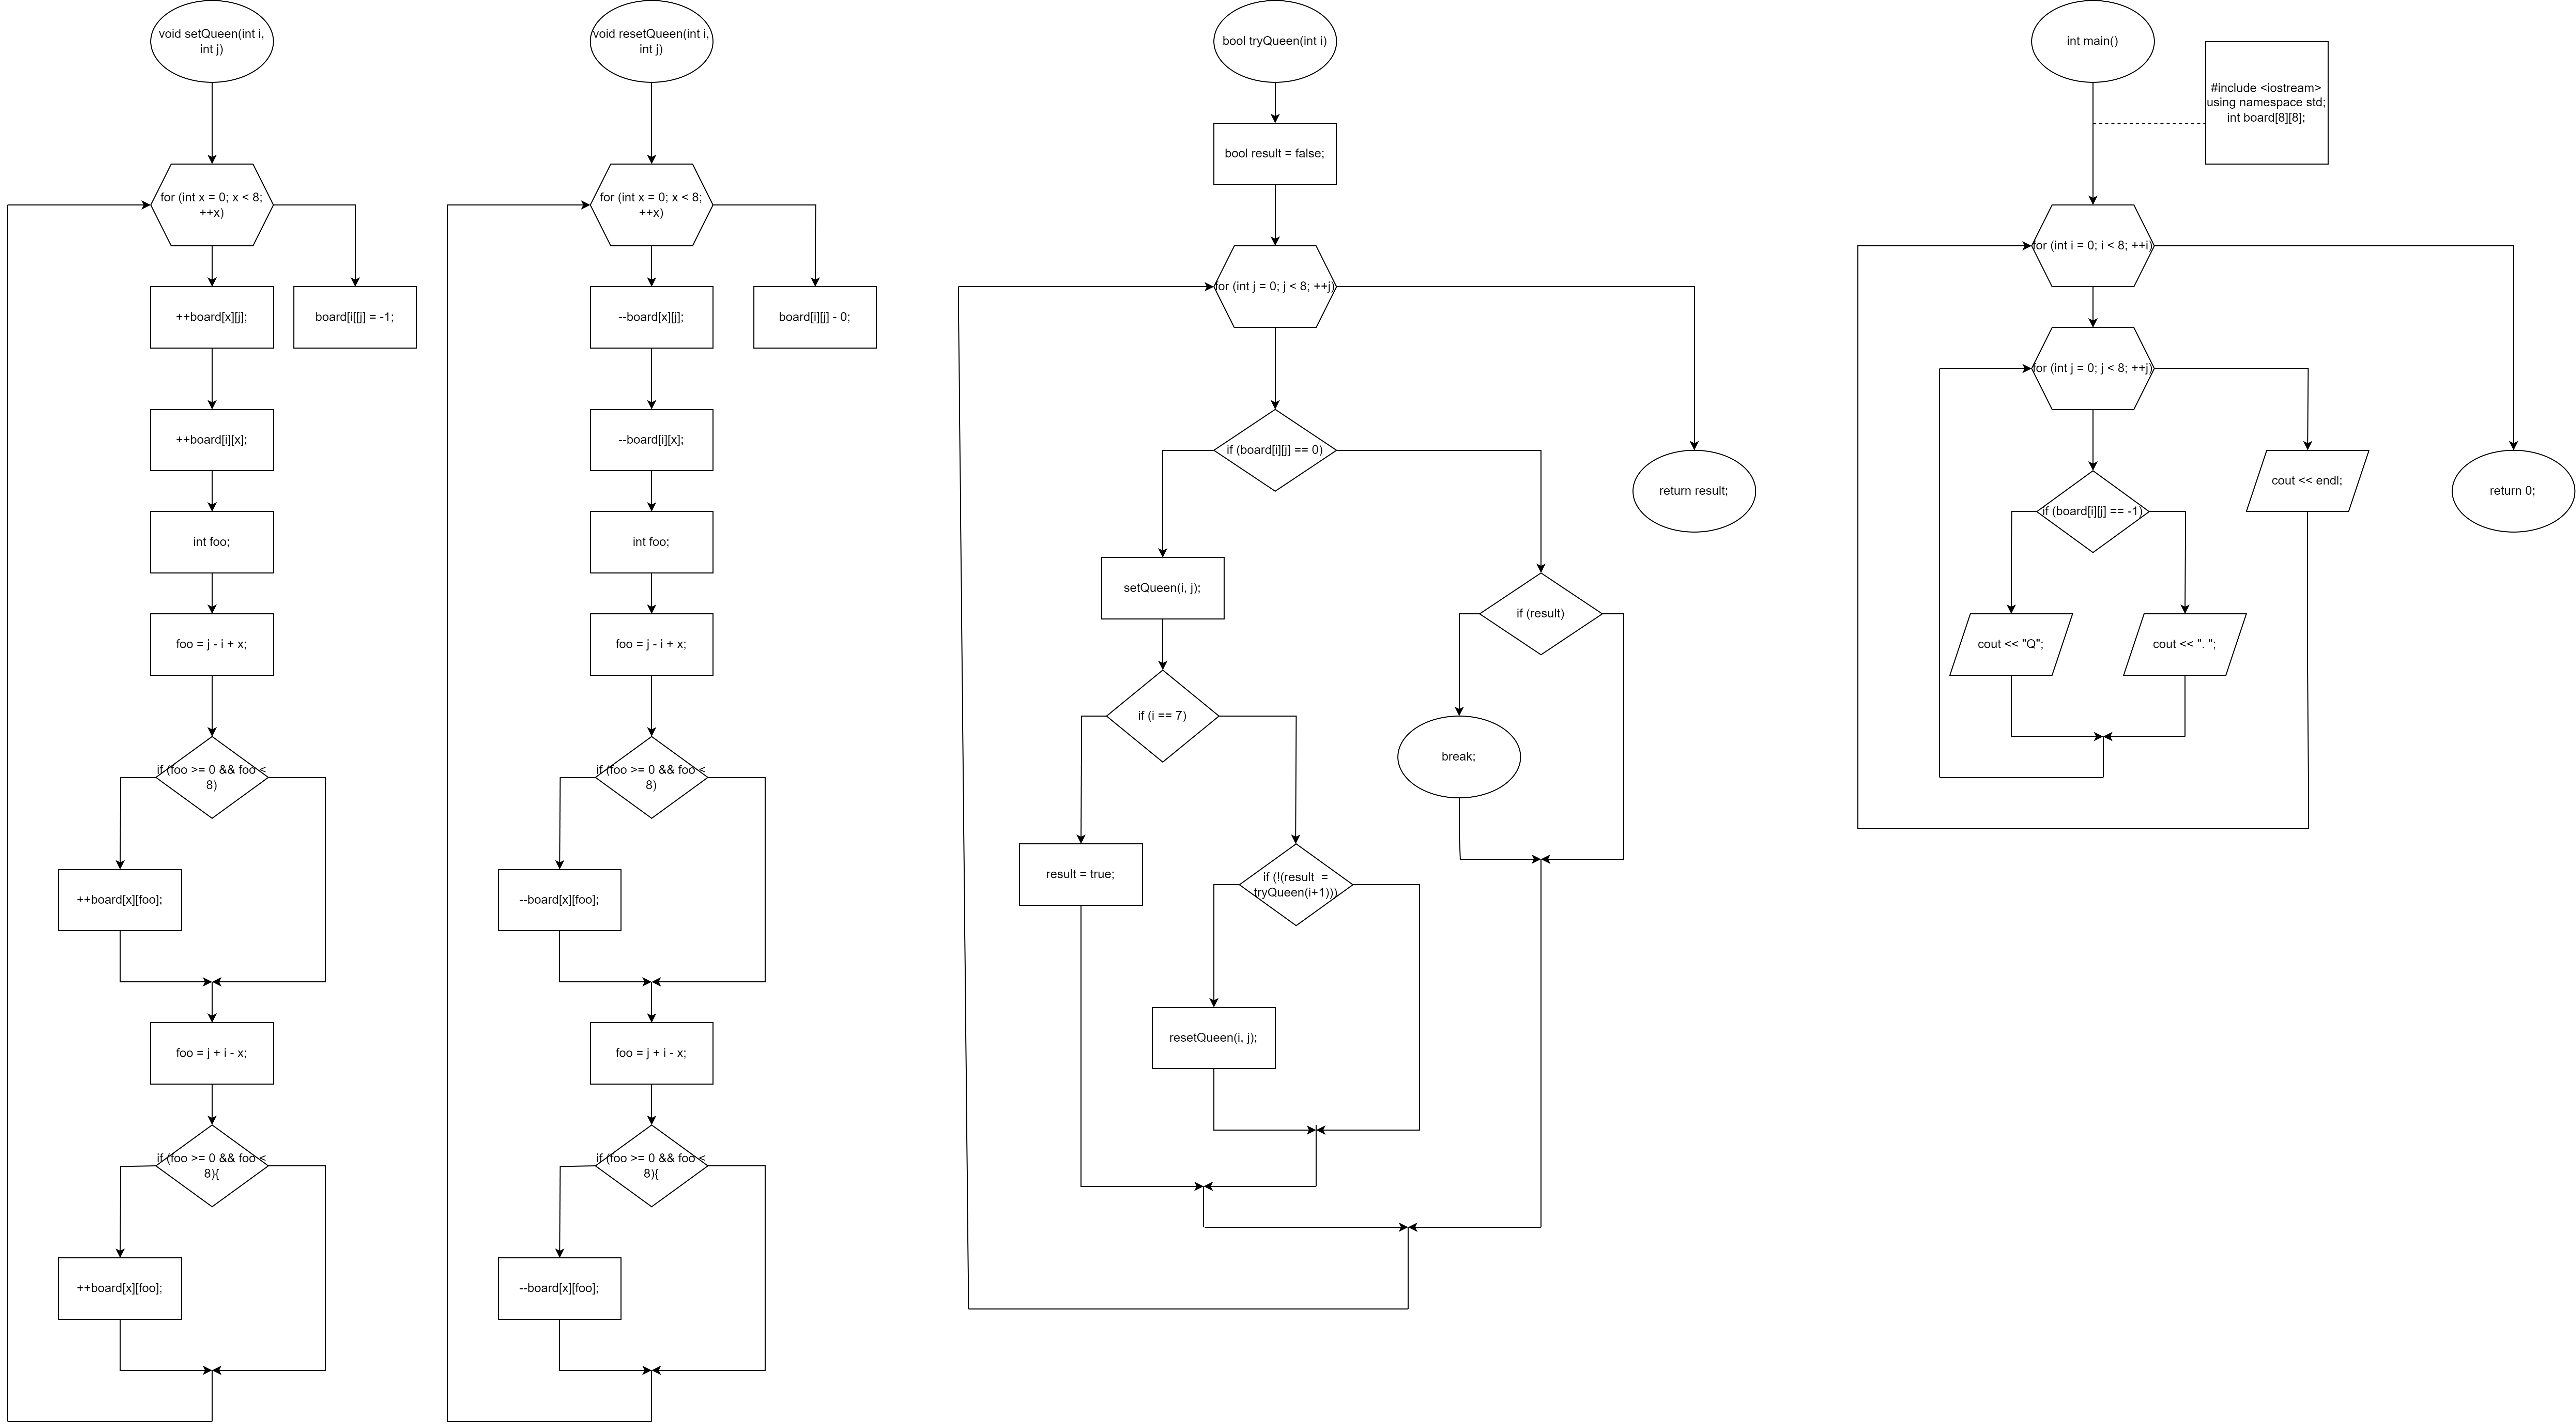 void setQueen(int i,
int j)
for (int x = 0; x < 8;
++x)
++board[x][j];
board[i[[j] = -1;
++board[i][x];
int foo;
foo = j - i + x;
if (foo >= 0 && foo <
8)
++board[x][foo];
foo = j + i - x;
if (foo >= 0 && foo <
8){
++board[x][foo];
void resetQueen(int i,
int j)
for (int x = 0; x < 8;
++x)
--board[x][j];
board[i][j] - 0;
--board[i][x];
int foo;
foo = j - i + x;
if (foo >= 0 && foo <
8)
--board[x][foo];
foo = j + i - x;
if (foo >= 0 && foo <
8){
--board[x][foo];
bool tryQueen(int i)
bool result = false;
for (int j = 0; j < 8; ++j)
if (board[i][j] == 0)
return result;
setQueen(i, j);
if (result)
if (i == 7)
break;
result = true;
if (!(result  =
tryQueen(i+1)))
resetQueen(i, j);
int main()
#include <iostream>
using namespace std;
int board[8][8];
for (int i = 0; i < 8; ++i)
for (int j = 0; j < 8; ++j)
if (board[i][j] == -1)
cout << endl;
return 0;
cout << "Q";
cout << ". ";